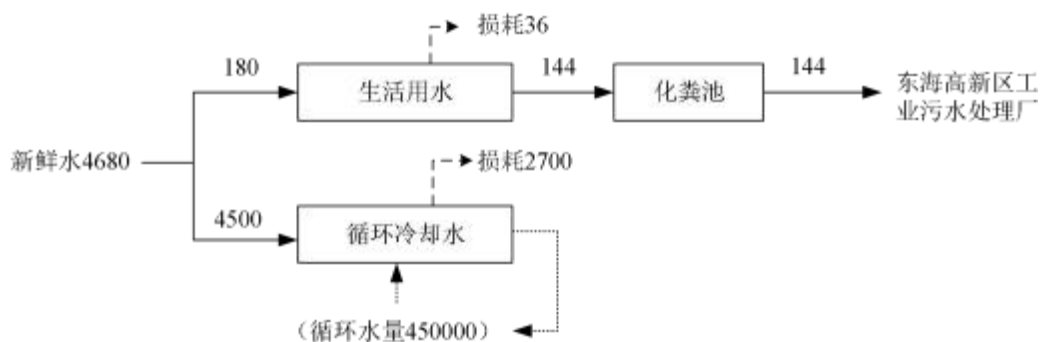 损耗36
180
生活用水
144
化粪池
144
东海高新区工
业污水处理厂
新鲜水4680
损耗2700
4500
循环冷却水
（循环水量450000）